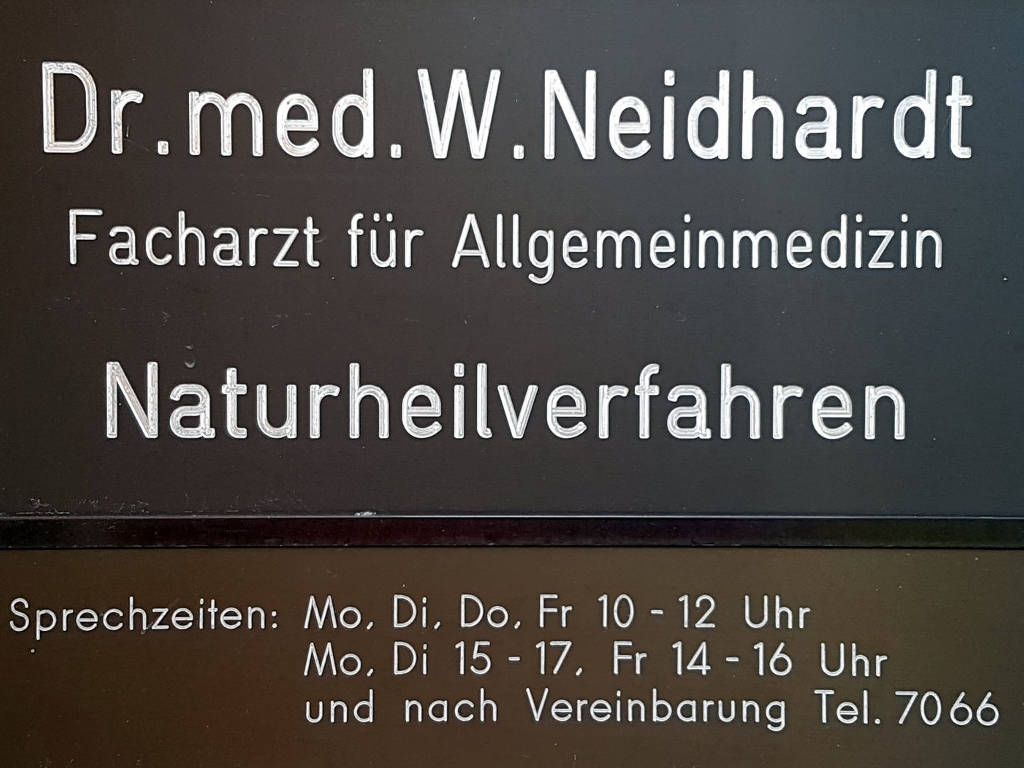 Dr. med. W. Neidhardt
Facharzt für Allgemeinmedizin
Naturheilverfahren
Sprechzeiten: Mo, Di, Do, Fr 10 - 12 Uhr
Mo, Di 15 - 17, Fr 14 - 16 Uhr
und nach Vereinbarung Tel. 7066